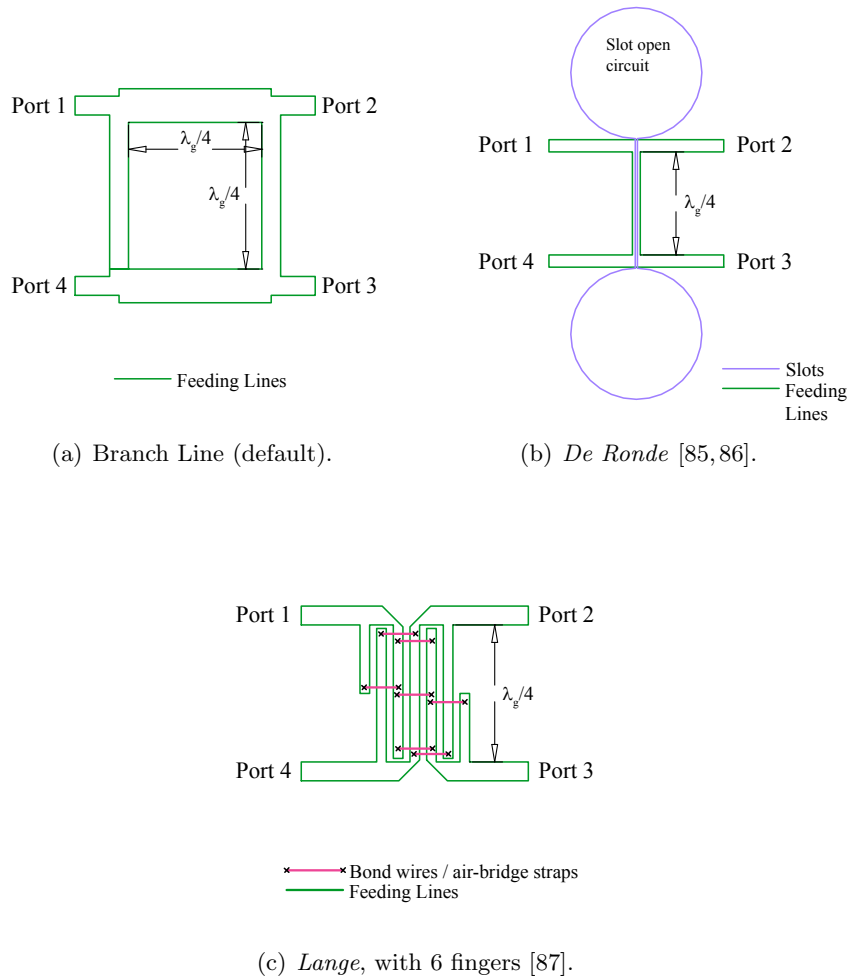 Slot open
circuit
Port 1
Port 2
λg/4
λg/4
Port 4
Port 3
Feeding Lines
Port 1
Port 2
λg/4
Port 4
Port 3
Slots
Feeding
Lines
(a) Branch Line (default).
(b) De Ronde [85,86].
Port 1
Port 2
λg/4
Port 4
Port 3
Bond wires / air-bridge straps
Feeding Lines
(c) Lange, with 6 fingers [87].